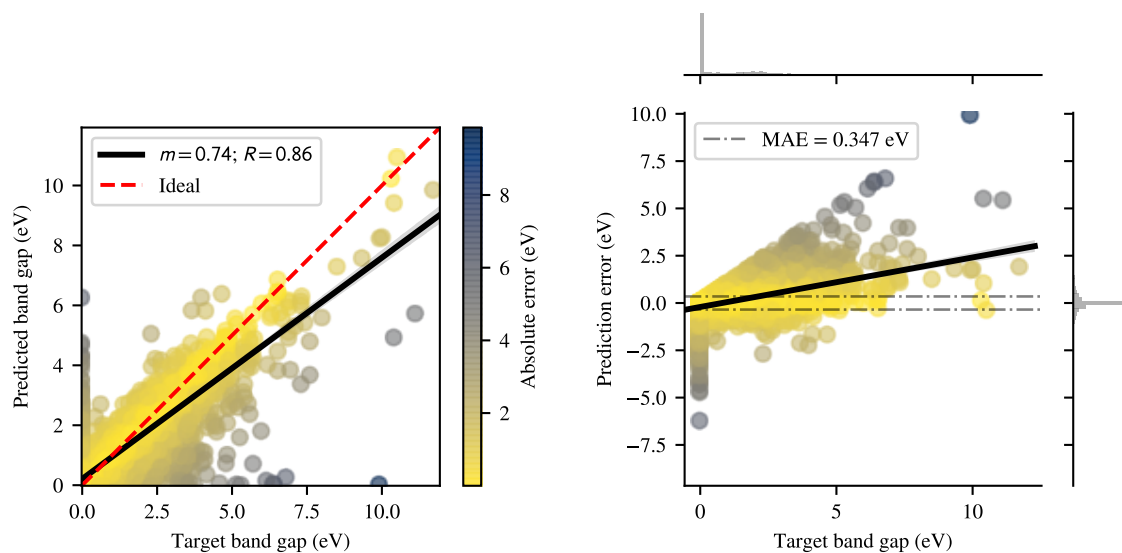 m = 0.74; R = 0.86
Ideal
Predicted band gap (eV)
10
8
6
4
2
0
0.0 2.5 5.0 7.5 10.0
Target band gap (eV)
8
6
4
2
Absolute error (eV)
MAE = 0.347 eV
Prediction error (eV)
10.0
7.5
5.0
2.5
0.0
−2.5
−5.0
−7.5
0 5 10
Target band gap (eV)